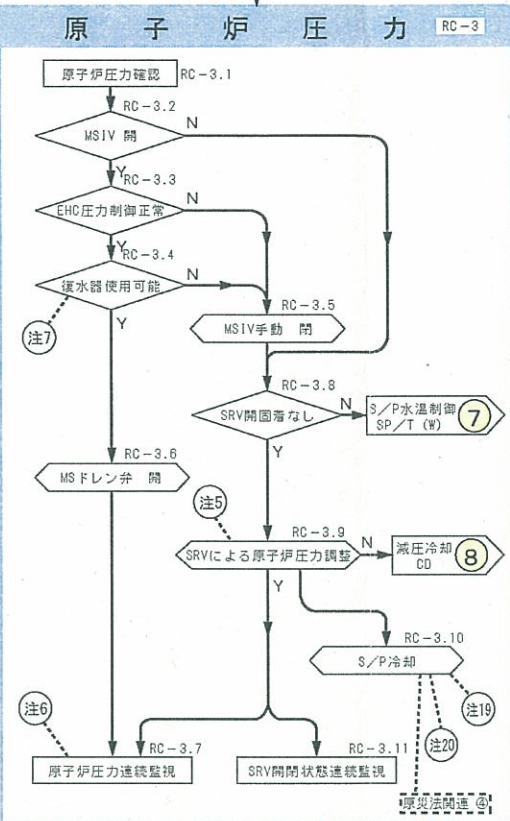 原子炉圧力 RC-3
原子炉圧力確認 RC-3.1
RC-3.2
MSIV 開 N
Y RC-3.3
EHC圧力制御正常 N
Y RC-3.4
復水器使用可能 N
注7
Y
RC-3.5
MSIV手動 閉
RC-3.8
SRV開固着なし N
S/P水温制御
SP/T (W) 7
Y
RC-3.6
MSドレン弁 開
注5
RC-3.9
SRVによる原子炉圧力調整 N
減圧冷却
CD 8
Y
RC-3.10
S/P冷却
注19
注20
注6
RC-3.7
原子炉圧力連続監視
RC-3.11
SRV開閉状態連続監視
原災法関連 ④